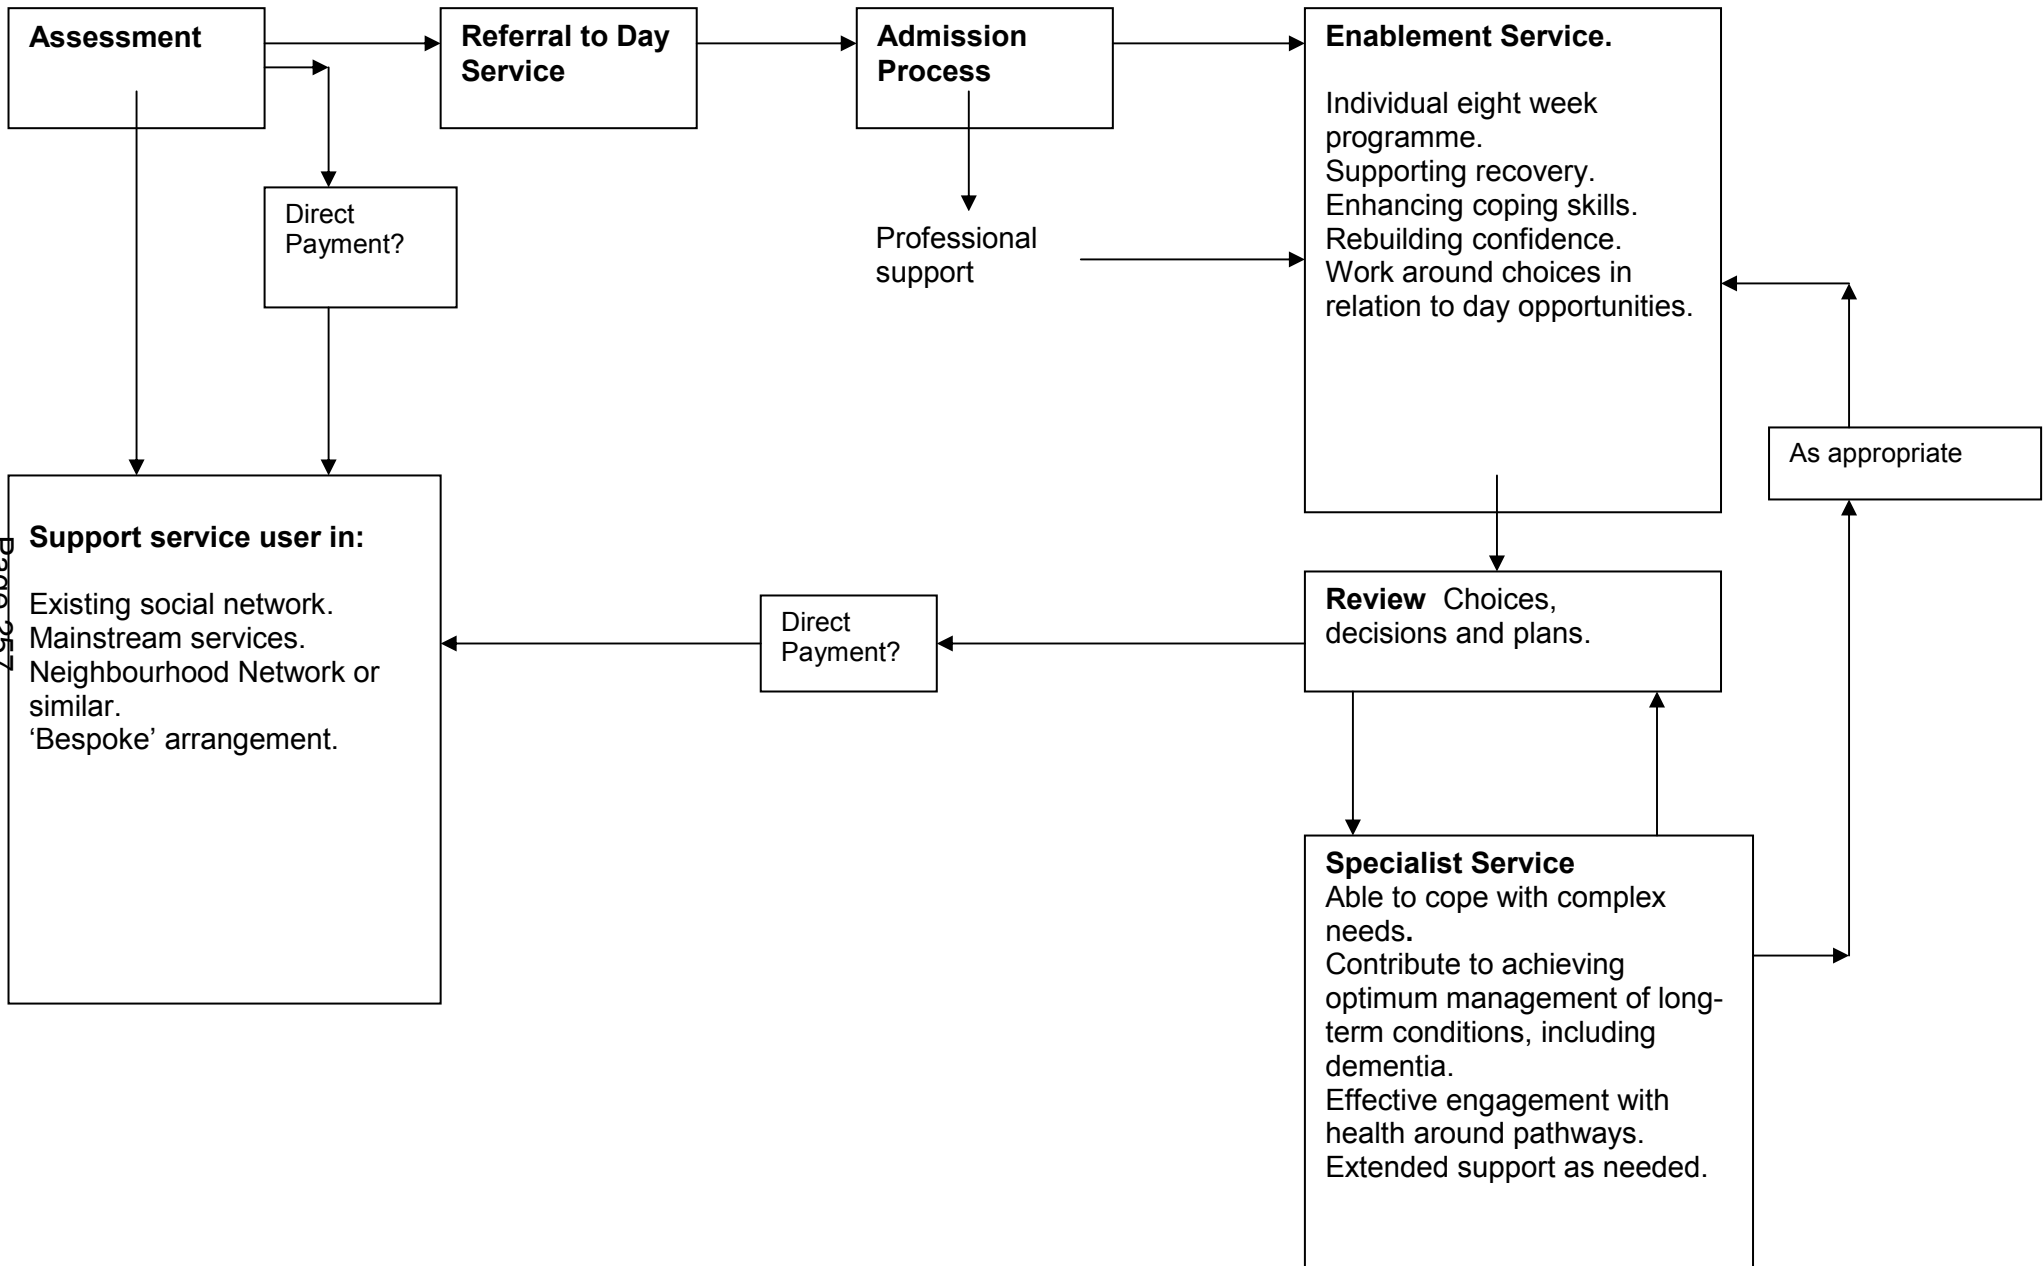 Assessment
Referral to Day
Service
Admission
Process
Enablement Service.
Individual eight week
programme.
Supporting recovery.
Enhancing coping skills.
Rebuilding confidence.
Work around choices in
relation to day opportunities.
Direct
Payment?
Professional
support
As appropriate
Support service user in:
Existing social network.
Mainstream services.
Neighbourhood Network or
similar.
‘Bespoke’ arrangement.
Direct
Payment?
Review  Choices,
decisions and plans.
Specialist Service
Able to cope with complex
needs.
Contribute to achieving
optimum management of long-
term conditions, including
dementia.
Effective engagement with
health around pathways.
Extended support as needed.
Page 257